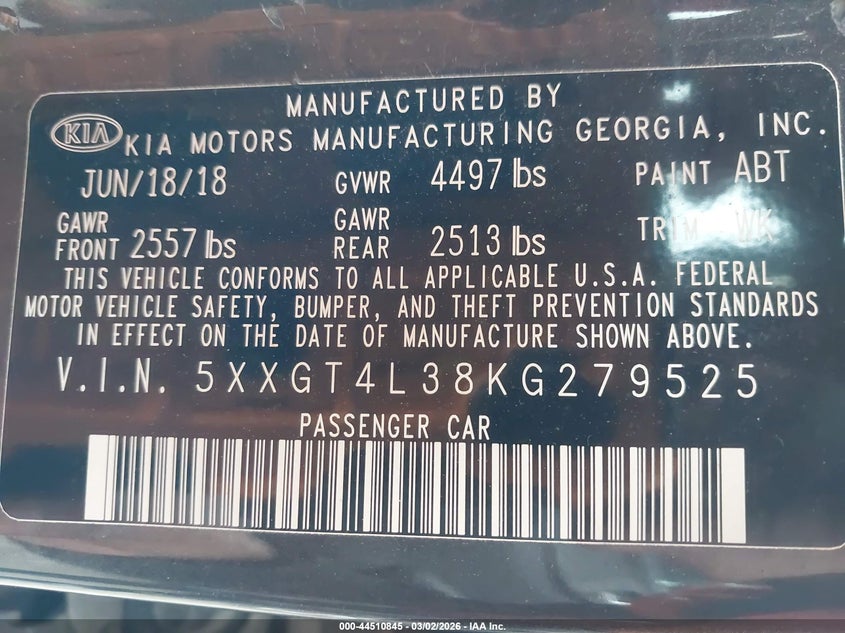 MANUFACTURED BY
KIA KIA MOTORS MANUFACTURING GEORGIA, INC.
JUN/18/18 GVWR 4497 lbs PAINT ABT
GAWR FRONT 2557 lbs GAWR REAR 2513 lbs TRIM WK
THIS VEHICLE CONFORMS TO ALL APPLICABLE U.S.A. FEDERAL
MOTOR VEHICLE SAFETY, BUMPER, AND THEFT PREVENTION STANDARDS
IN EFFECT ON THE DATE OF MANUFACTURE SHOWN ABOVE.
V.I.N. 5XXGT4L38KG279525
PASSENGER CAR
000-44510845 - 03/02/2026 - IAA Inc.